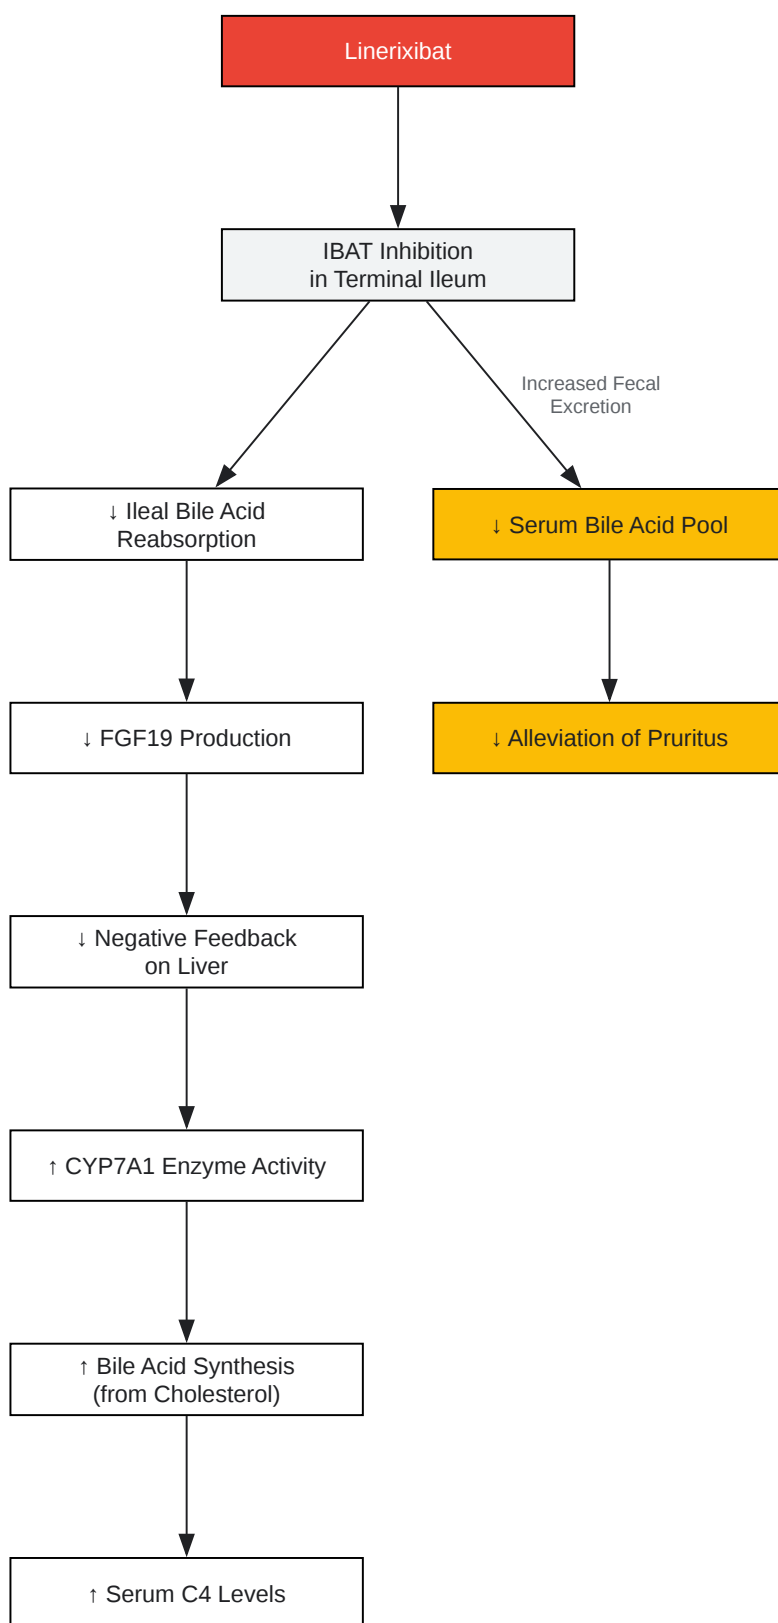 Linerixibat
IBAT Inhibition
in Terminal Ileum
Increased Fecal
Excretion
↓ Ileal Bile Acid
Reabsorption
↓ Serum Bile Acid Pool
↓ FGF19 Production
↓ Alleviation of Pruritus
↓ Negative Feedback
on Liver
↑ CYP7A1 Enzyme Activity
↑ Bile Acid Synthesis
(from Cholesterol)
↑ Serum C4 Levels